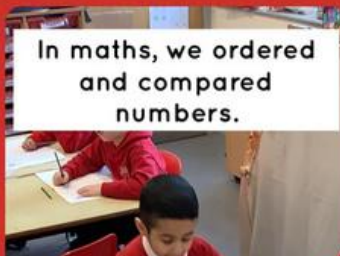 In maths, we ordered
and compared
numbers.